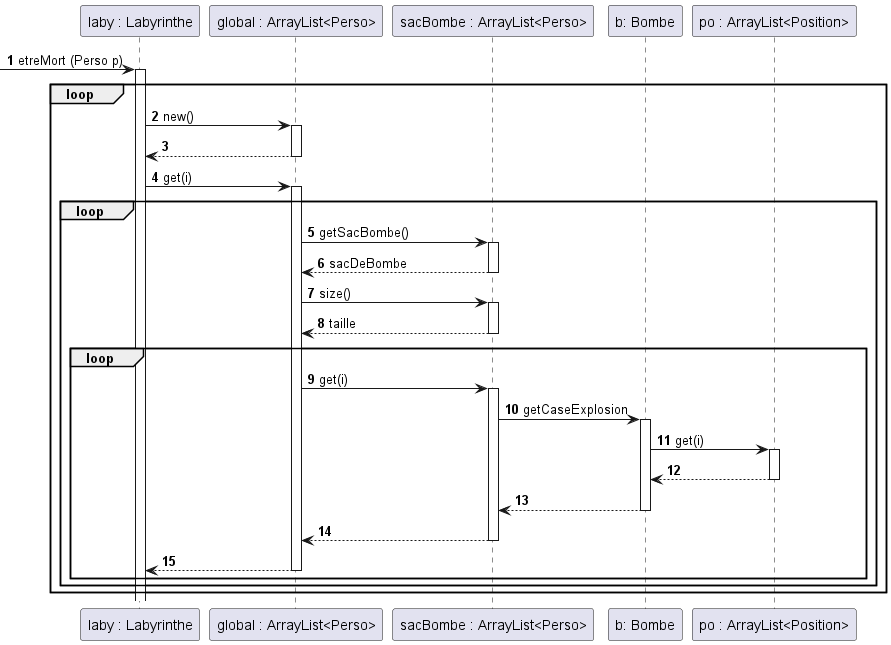 laby : Labyrinthe
global : ArrayList<Perso>
sacBombe : ArrayList<Perso>
b: Bombe
po : ArrayList<Position>
1 etreMort (Perso p)
loop
2 new()
3
4 get(i)
loop
5 getSacBombe()
6 sacDeBombe
7 size()
8 taille
loop
9 get(i)
10 getCaseExplosion
11 get(i)
12
13
14
15
laby : Labyrinthe
global : ArrayList<Perso>
sacBombe : ArrayList<Perso>
b: Bombe
po : ArrayList<Position>